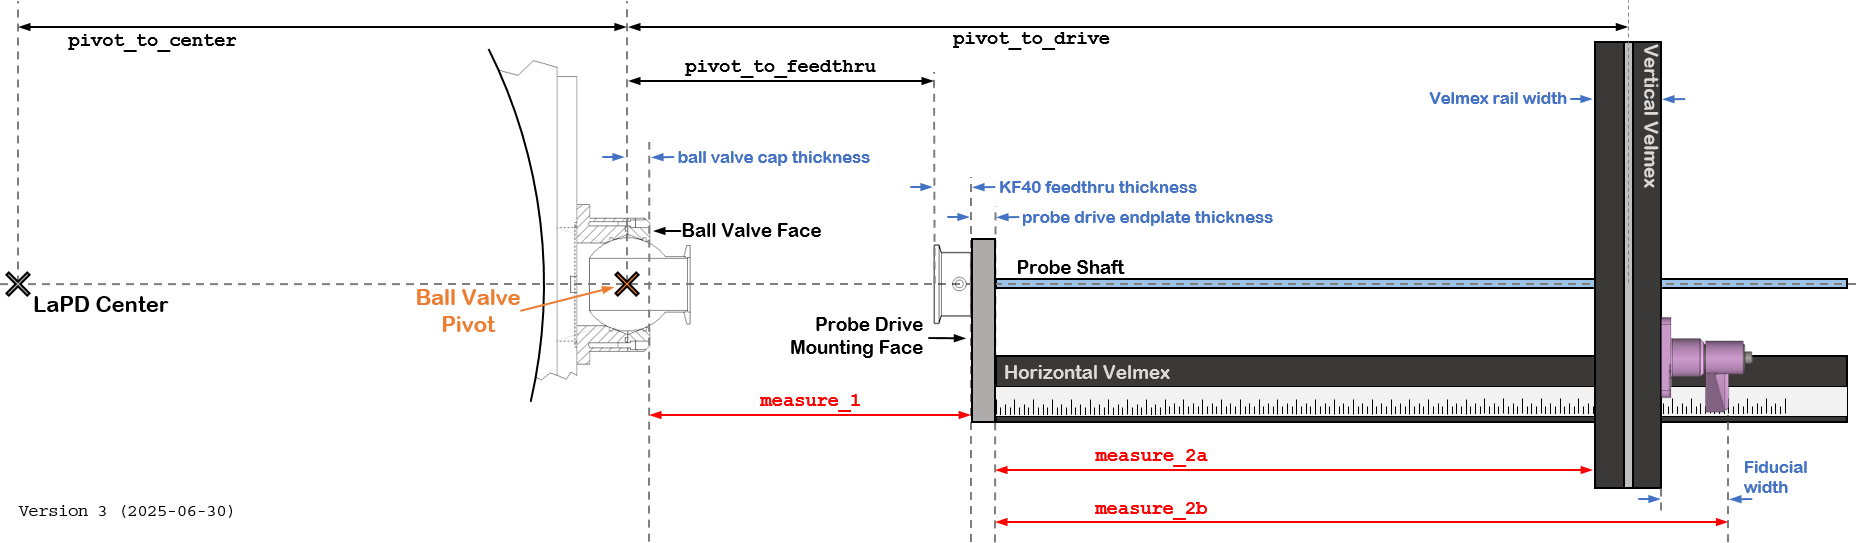 pivot_to_center
pivot_to_drive
pivot_to_feedthru
Velmex rail width
Vertical Velmex
ball valve cap thickness
KF40 feedthru thickness
probe drive endplate thickness
Ball Valve Face
Probe Shaft
LaPD Center
Ball Valve
Pivot
Probe Drive
Mounting Face
Horizontal Velmex
measure_1
measure_2a
Fiducial
width
measure_2b
Version 3 (2025-06-30)